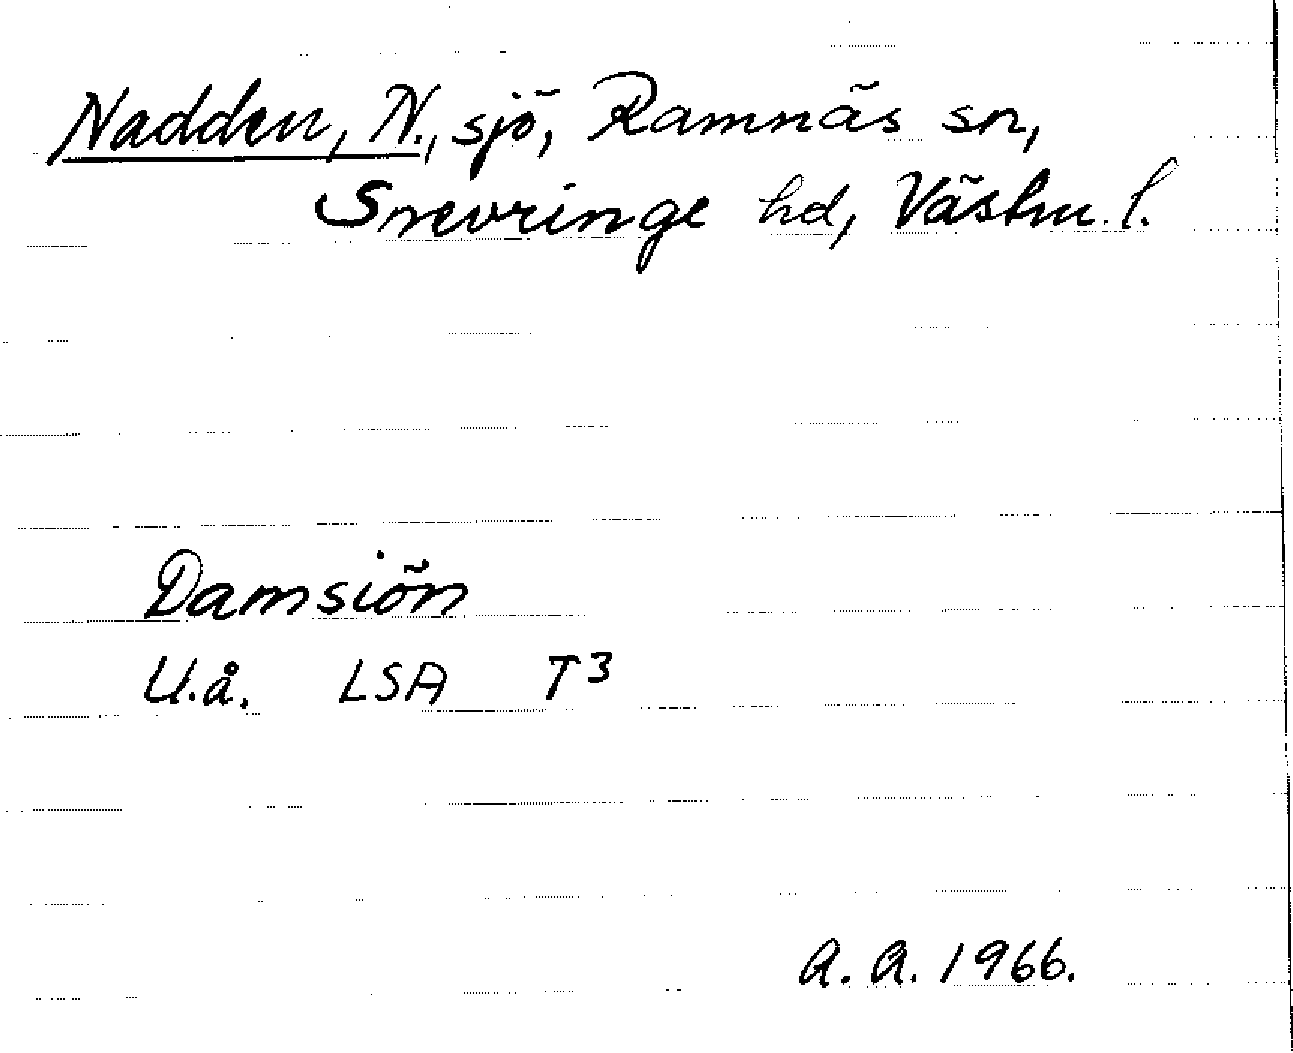 Nadden, N., sjö, Ramnäs sn,
Snevringe hd, Västm. l.
Damsiön
U.å. LSA T3
A. A. 1966.